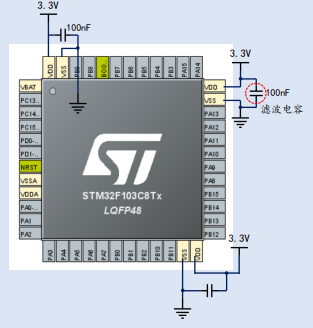 3.3V
100nF
VDD
VSS
PB9
PB8
BOO...
PB7
PB6
PB5
PB4
PB3
PA15
PA14
3.3V
VBAT
PC13...
PC14...
PC15...
PD0-...
PD1-...
NRST
VSSA
VDDA
PA0-...
PA1
PA2
VDD
VSS
PA13
PA12
PA11
PA10
PA9
PA8
PB15
PB14
PB13
PB12
100nF
滤波电容
STM32F103C8Tx
LQFP48
PA3
PA4
PA5
PA6
PA7
PB0
PB1
PB2
PB10
PB11
VSS
VDD
3.3V